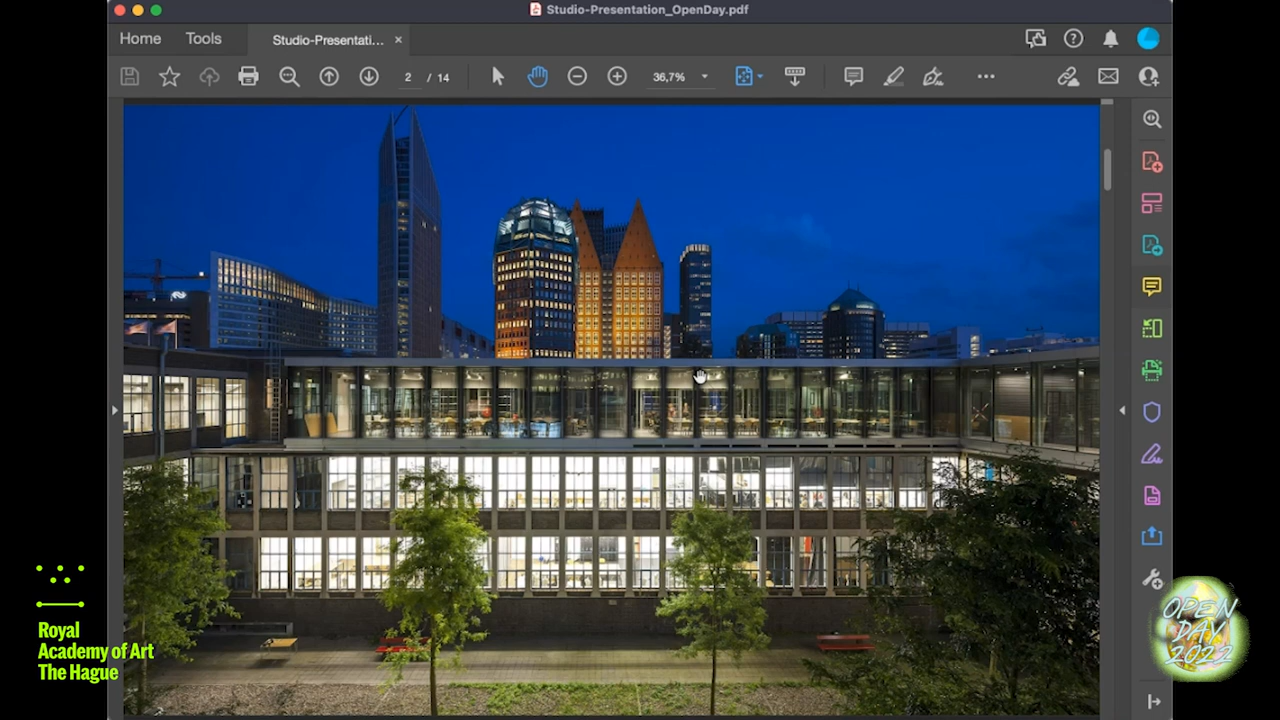 Studio-Presentation_OpenDay.pdf
Home
Tools
Studio-Presentati...
2 / 14
36,7%
Royal
Academy of Art
The Hague
OPEN
DAY
2022